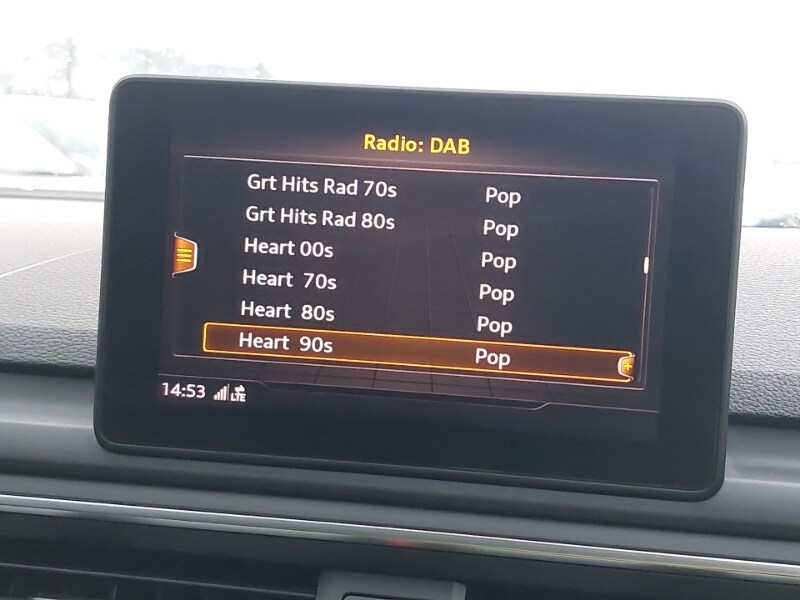 Radio: DAB
Grt Hits Rad 70s Pop
Grt Hits Rad 80s Pop
Heart 00s Pop
Heart 70s Pop
Heart 80s Pop
Heart 90s Pop
14:53 LTE